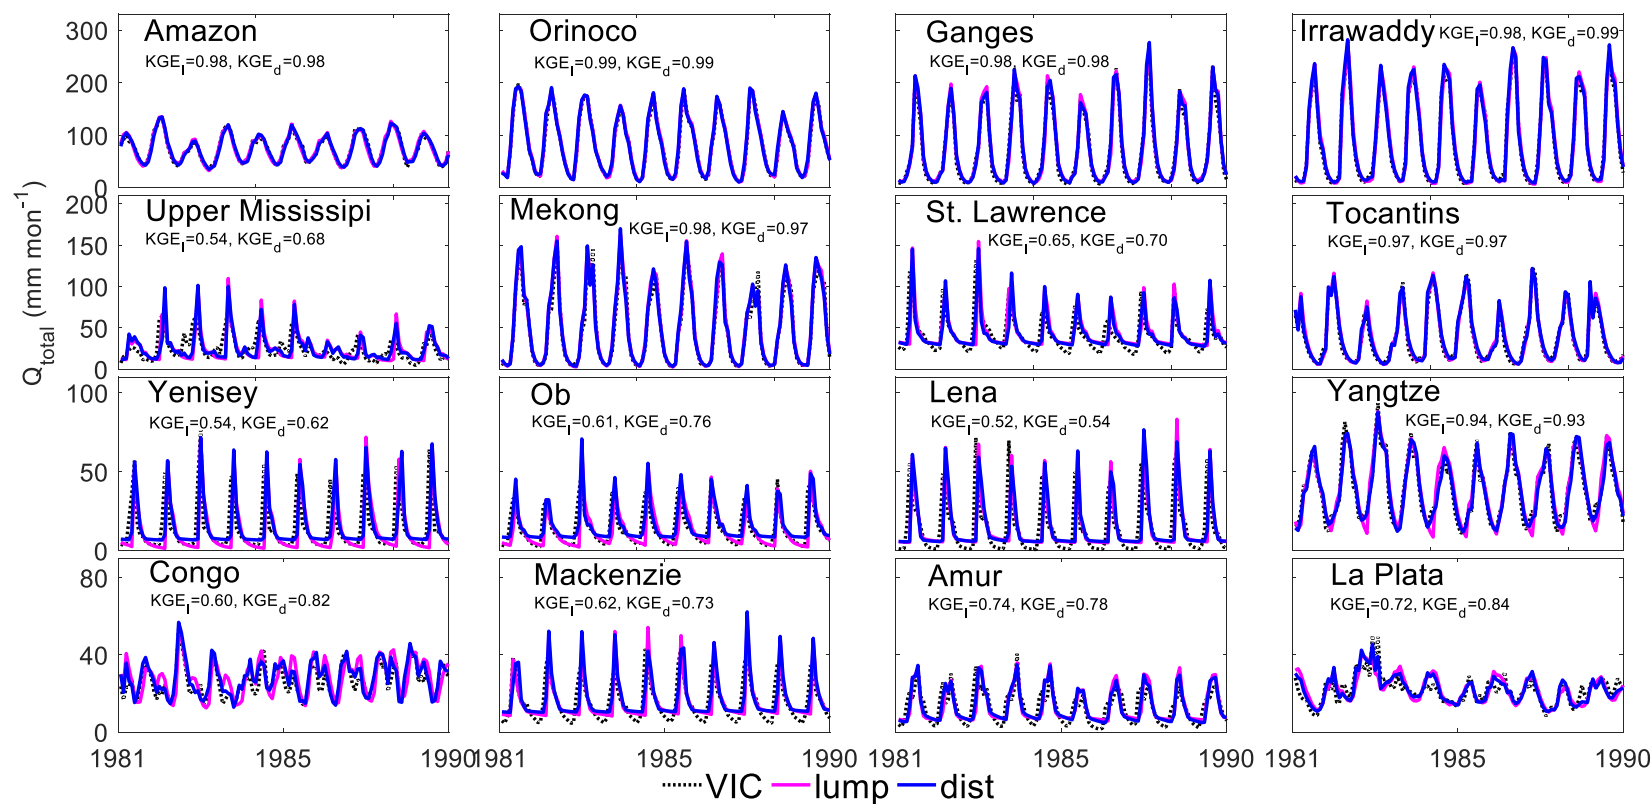 Q_total (mm mon^-1)
300
200
100
0
Amazon
KGE_l=0.98, KGE_d=0.98
Orinoco
KGE_l=0.99, KGE_d=0.99
Ganges
KGE_l=0.98, KGE_d=0.98
Irrawaddy
KGE_l=0.98, KGE_d=0.99
200
150
100
50
0
Upper Mississipi
KGE_l=0.54, KGE_d=0.68
Mekong
KGE_l=0.98, KGE_d=0.97
St. Lawrence
KGE_l=0.65, KGE_d=0.70
Tocantins
KGE_l=0.97, KGE_d=0.97
100
50
0
Yenisey
KGE_l=0.54, KGE_d=0.62
Ob
KGE_l=0.61, KGE_d=0.76
Lena
KGE_l=0.52, KGE_d=0.54
Yangtze
KGE_l=0.94, KGE_d=0.93
80
40
0
Congo
KGE_l=0.60, KGE_d=0.82
Mackenzie
KGE_l=0.62, KGE_d=0.73
Amur
KGE_l=0.74, KGE_d=0.78
La Plata
KGE_l=0.72, KGE_d=0.84
1981 1985 1990 1981 1985 1990 1981 1985 1990 1981 1985 1990
VIC lump dist